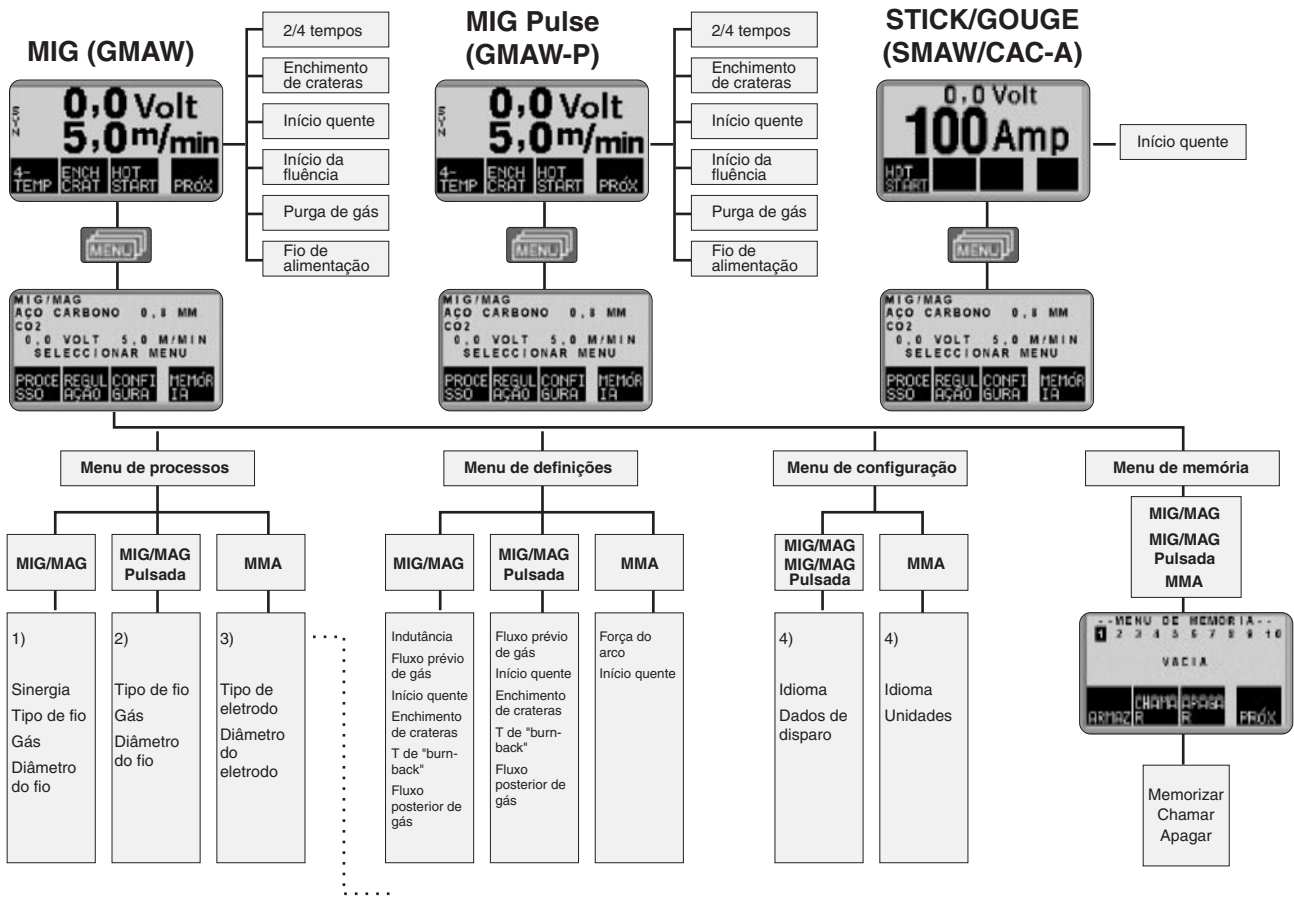 MIG (GMAW)
0,0 Volt
5,0 m/min
SYN
4-
TEMP
ENCH
CRAT
HOT
START
PRÓX
2/4 tempos
Enchimento
de crateras
Início quente
Início da
fluência
Purga de gás
Fio de
alimentação
MENU
MIG/MAG
AÇO CARBONO 0,8 MM
CO2
0,0 VOLT 5,0 M/MIN
SELECCIONAR MENU
PROCE
SSO
REGUL
AÇÃO
CONFI
GURA
MEMÓR
IA
MIG Pulse
(GMAW-P)
0,0 Volt
5,0 m/min
SYN
4-
TEMP
ENCH
CRAT
HOT
START
PRÓX
2/4 tempos
Enchimento
de crateras
Início quente
Início da
fluência
Purga de gás
Fio de
alimentação
MENU
MIG/MAG
AÇO CARBONO 0,8 MM
CO2
0,0 VOLT 5,0 M/MIN
SELECCIONAR MENU
PROCE
SSO
REGUL
AÇÃO
CONFI
GURA
MEMÓR
IA
STICK/GOUGE
(SMAW/CAC-A)
0,0 Volt
100 Amp
HOT
START
Início quente
MENU
MIG/MAG
AÇO CARBONO 0,8 MM
CO2
0,0 VOLT 5,0 M/MIN
SELECCIONAR MENU
PROCE
SSO
REGUL
AÇÃO
CONFI
GURA
MEMÓR
IA
Menu de processos
MIG/MAG
1)
Sinergia
Tipo de fio
Gás
Diâmetro
do fio
MIG/MAG
Pulsada
2)
Tipo de fio
Gás
Diâmetro
do fio
MMA
3)
Tipo de
eletrodo
Diâmetro
do
eletrodo
Menu de definições
MIG/MAG
Indutância
Fluxo prévio
de gás
Início quente
Enchimento
de crateras
T de "burn-
back"
Fluxo
posterior de
gás
MIG/MAG
Pulsada
Fluxo prévio
de gás
Início quente
Enchimento
de crateras
T de "burn-
back"
Fluxo
posterior de
gás
MMA
Força do
arco
Início quente
Menu de configuração
MIG/MAG
MIG/MAG
Pulsada
4)
Idioma
Dados de
disparo
MMA
4)
Idioma
Unidades
Menu de memória
MIG/MAG
MIG/MAG
Pulsada
MMA
--MENU DE MEMORIA--
1 2 3 4 5 6 7 8 9 10
VACIA
ARMAZ
CHAMA
R
APAGA
R
PRÓX
Memorizar
Chamar
Apagar